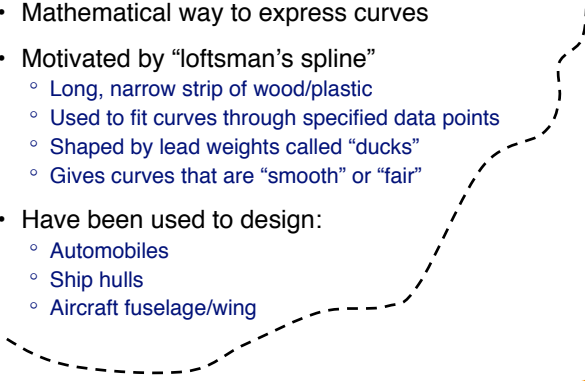 • Mathematical way to express curves
• Motivated by “loftsman’s spline”
° Long, narrow strip of wood/plastic
° Used to fit curves through specified data points
° Shaped by lead weights called “ducks”
° Gives curves that are “smooth” or “fair”
• Have been used to design:
° Automobiles
° Ship hulls
° Aircraft fuselage/wing